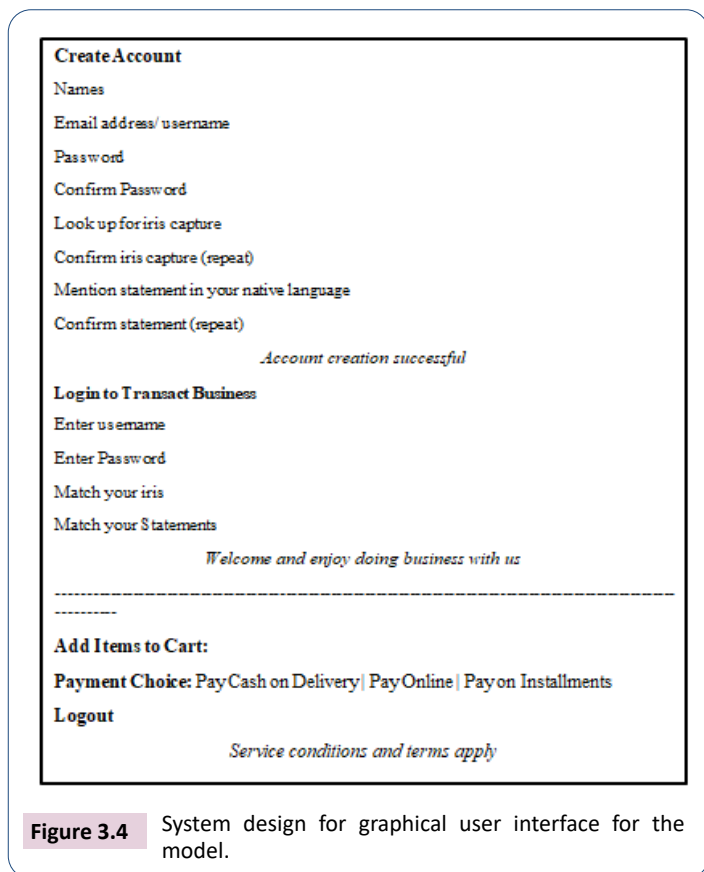 Create Account
Names
Email address/ username
Password
Confirm Password
Look up for iris capture
Confirm iris capture (repeat)
Mention statement in your native language
Confirm statement (repeat)
Account creation successful
Login to Transact Business
Enter username
Enter Password
Match your iris
Match your Statements
Welcome and enjoy doing business with us
--------------------------------------------------------------------------------
----------
Add Items to Cart:
Payment Choice: Pay Cash on Delivery| Pay Online| Pay on Installments
Logout
Service conditions and terms apply
Figure 3.4 System design for graphical user interface for the
model.